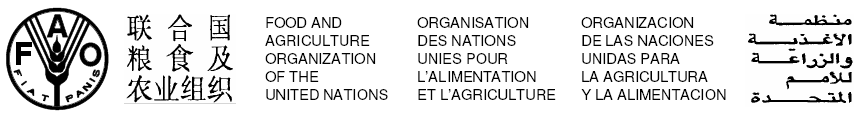 FAO
FIAT PANIS
联合国
粮食及
农业组织
FOOD AND
AGRICULTURE
ORGANIZATION
OF THE
UNITED NATIONS
ORGANISATION
DES NATIONS
UNIES POUR
L'ALIMENTATION
ET L'AGRICULTURE
ORGANIZACION
DE LAS NACIONES
UNIDAS PARA
LA AGRICULTURA
Y LA ALIMENTACION
منظمة
الأغذية
والزراعة
للأمم
المتحدة